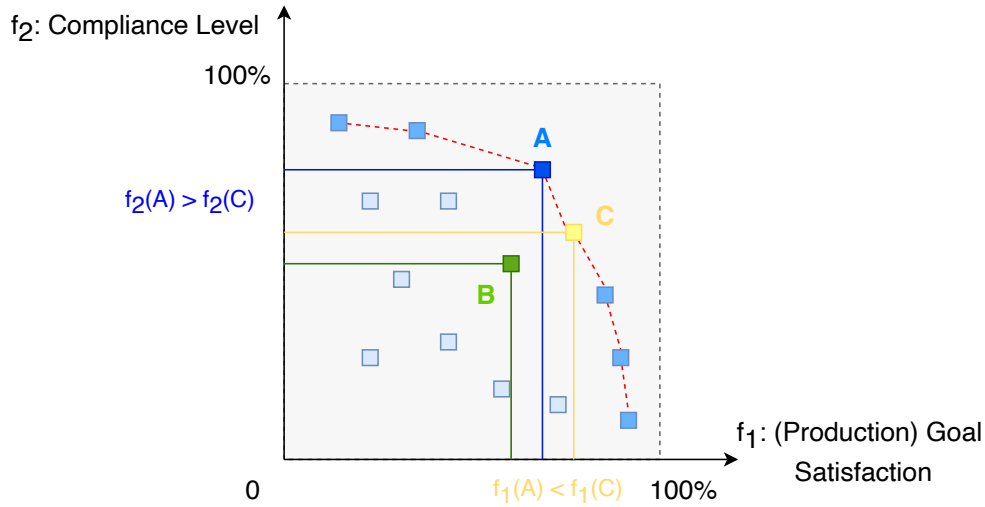 f2: Compliance Level
100%
A
f2(A) > f2(C)
C
B
f1: (Production) Goal
Satisfaction
0
f1(A) < f1(C)
100%